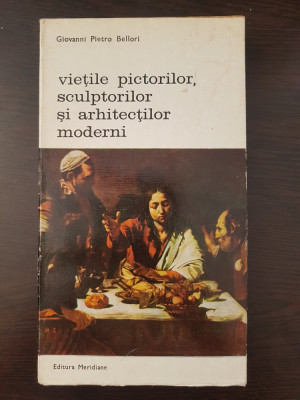 Giovanni Pietro Bellori
viețile pictorilor,
sculptorilor
și arhitecților
moderni
Editura Meridiane